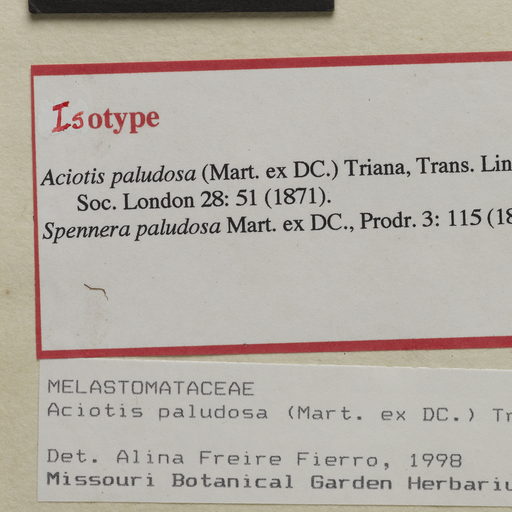 Isotype
Aciotis paludosa (Mart. ex DC.) Triana, Trans. Lin
Soc. London 28: 51 (1871).
Spennera paludosa Mart. ex DC., Prodr. 3: 115 (18
MELASTOMATACEAE
Aciotis paludosa (Mart. ex DC.) Tr
Det. Alina Freire Fierro, 1998
Missouri Botanical Garden Herbariu